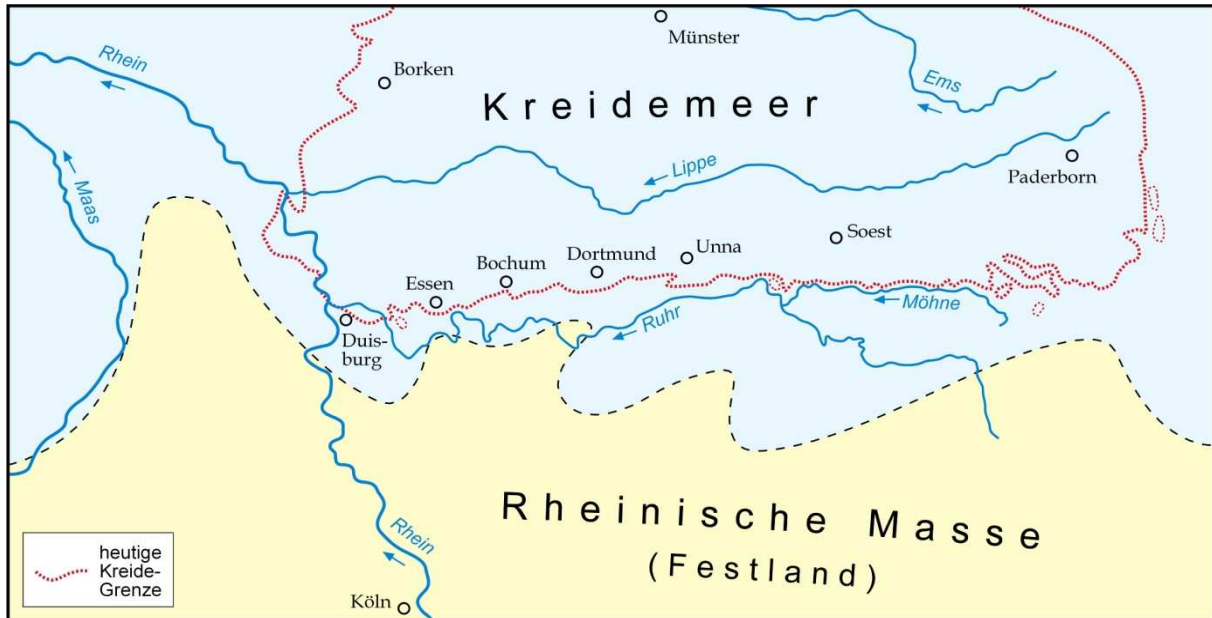 Münster
Rhein
Borken
Ems
Kreidemeer
Lippe
Paderborn
Maas
Soest
Unna
Dortmund
Bochum
Essen
Möhne
Ruhr
Duis-
burg
Rheinische Masse
(Festland)
Rhein
Köln
heutige
Kreide-
Grenze